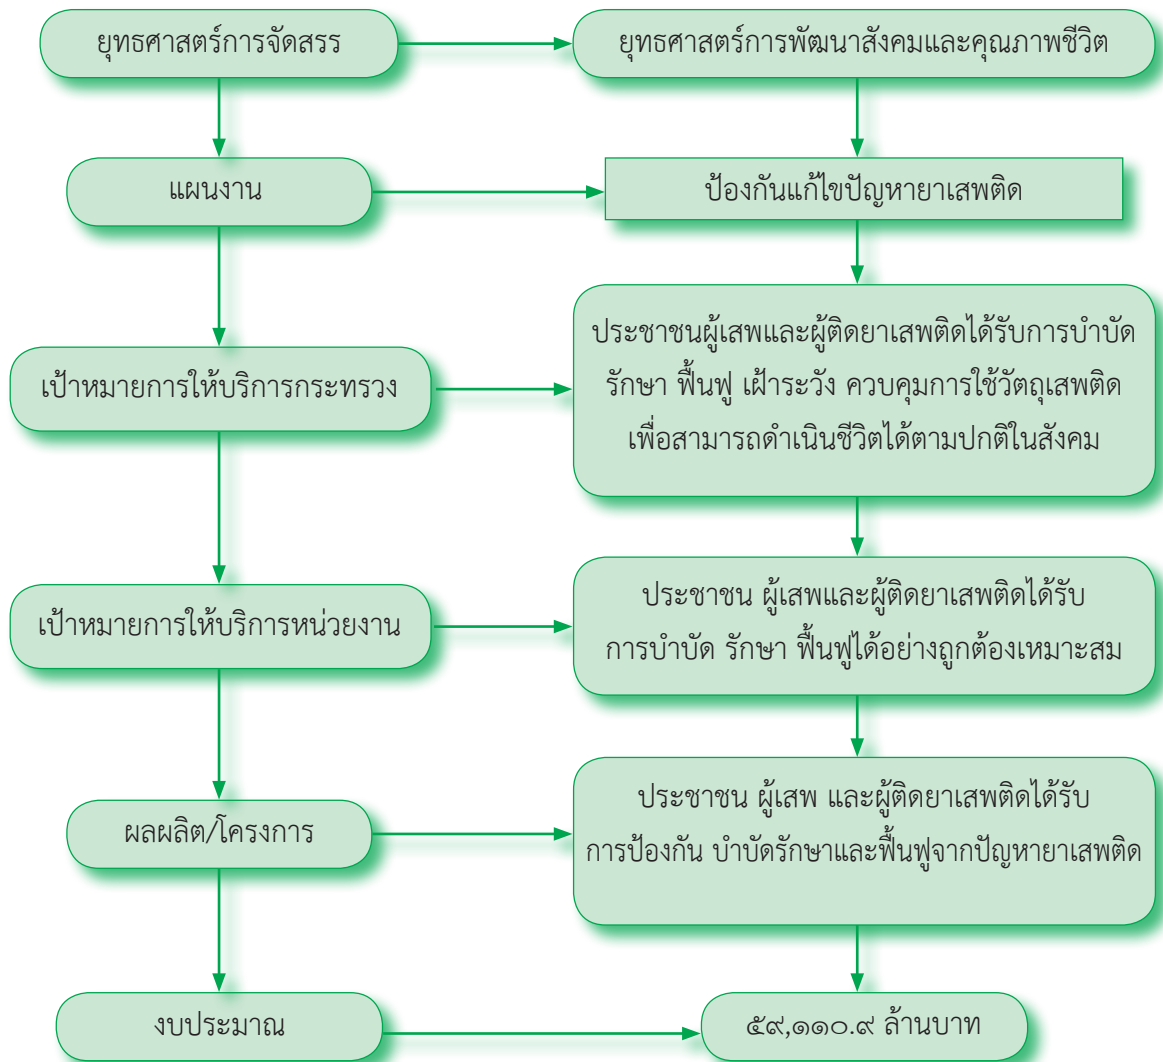 ยุทธศาสตร์การจัดสรร
ยุทธศาสตร์การพัฒนาสังคมและคุณภาพชีวิต
แผนงาน
ป้องกันแก้ไขปัญหายาเสพติด
เป้าหมายการให้บริการกระทรวง
ประชาชนผู้เสพและผู้ติดยาเสพติดได้รับการบำบัด
รักษา ฟื้นฟู เฝ้าระวัง ควบคุมการใช้วัตถุเสพติด
เพื่อสามารถดำเนินชีวิตได้ตามปกติในสังคม
เป้าหมายการให้บริการหน่วยงาน
ประชาชน ผู้เสพและผู้ติดยาเสพติดได้รับ
การบำบัด รักษา ฟื้นฟูได้อย่างถูกต้องเหมาะสม
ผลผลิต/โครงการ
ประชาชน ผู้เสพ และผู้ติดยาเสพติดได้รับ
การป้องกัน บำบัดรักษาและฟื้นฟูจากปัญหายาเสพติด
งบประมาณ
๕๙,๑๑๐.๙ ล้านบาท